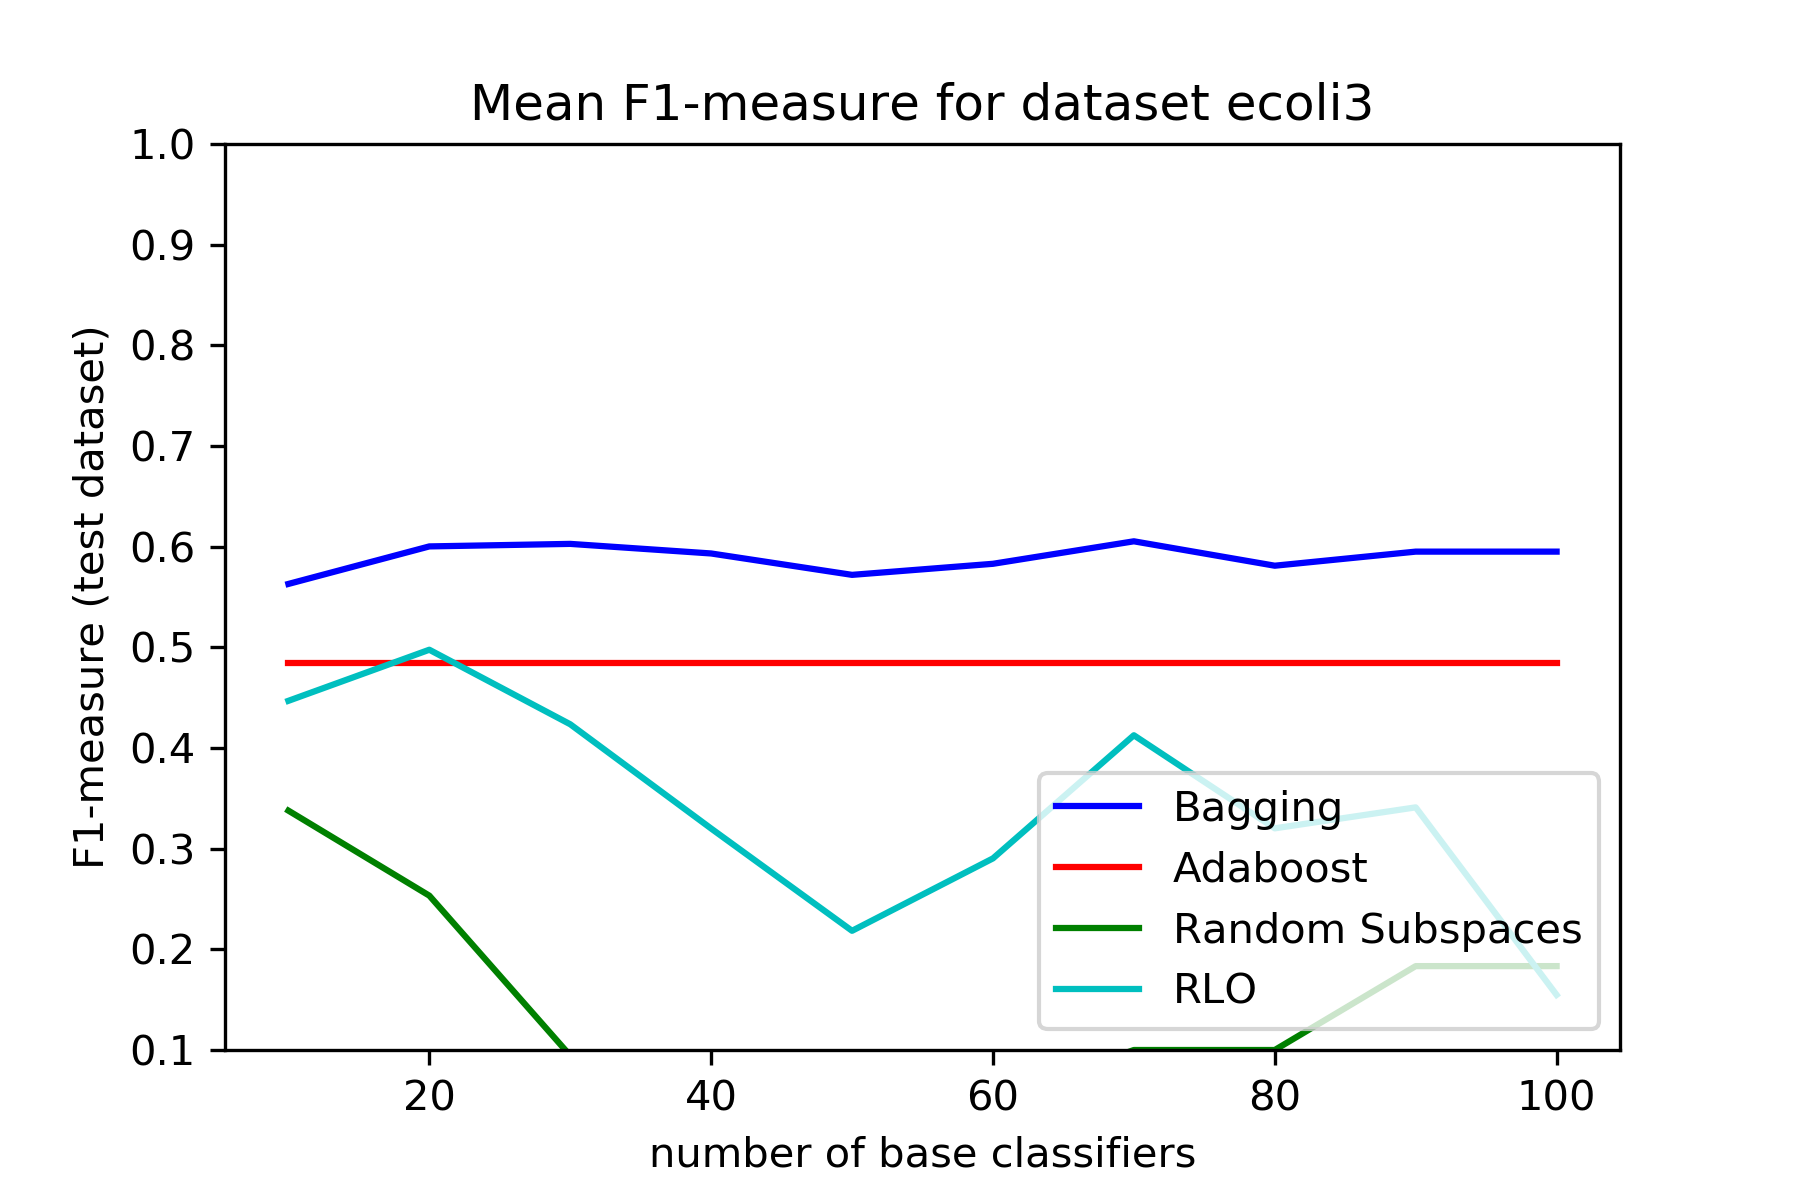 Mean F1-measure for dataset ecoli3
F1-measure (test dataset)
1.0
0.9
0.8
0.7
0.6
0.5
0.4
0.3
0.2
0.1
Bagging
Adaboost
Random Subspaces
RLO
20 40 60 80 100
number of base classifiers